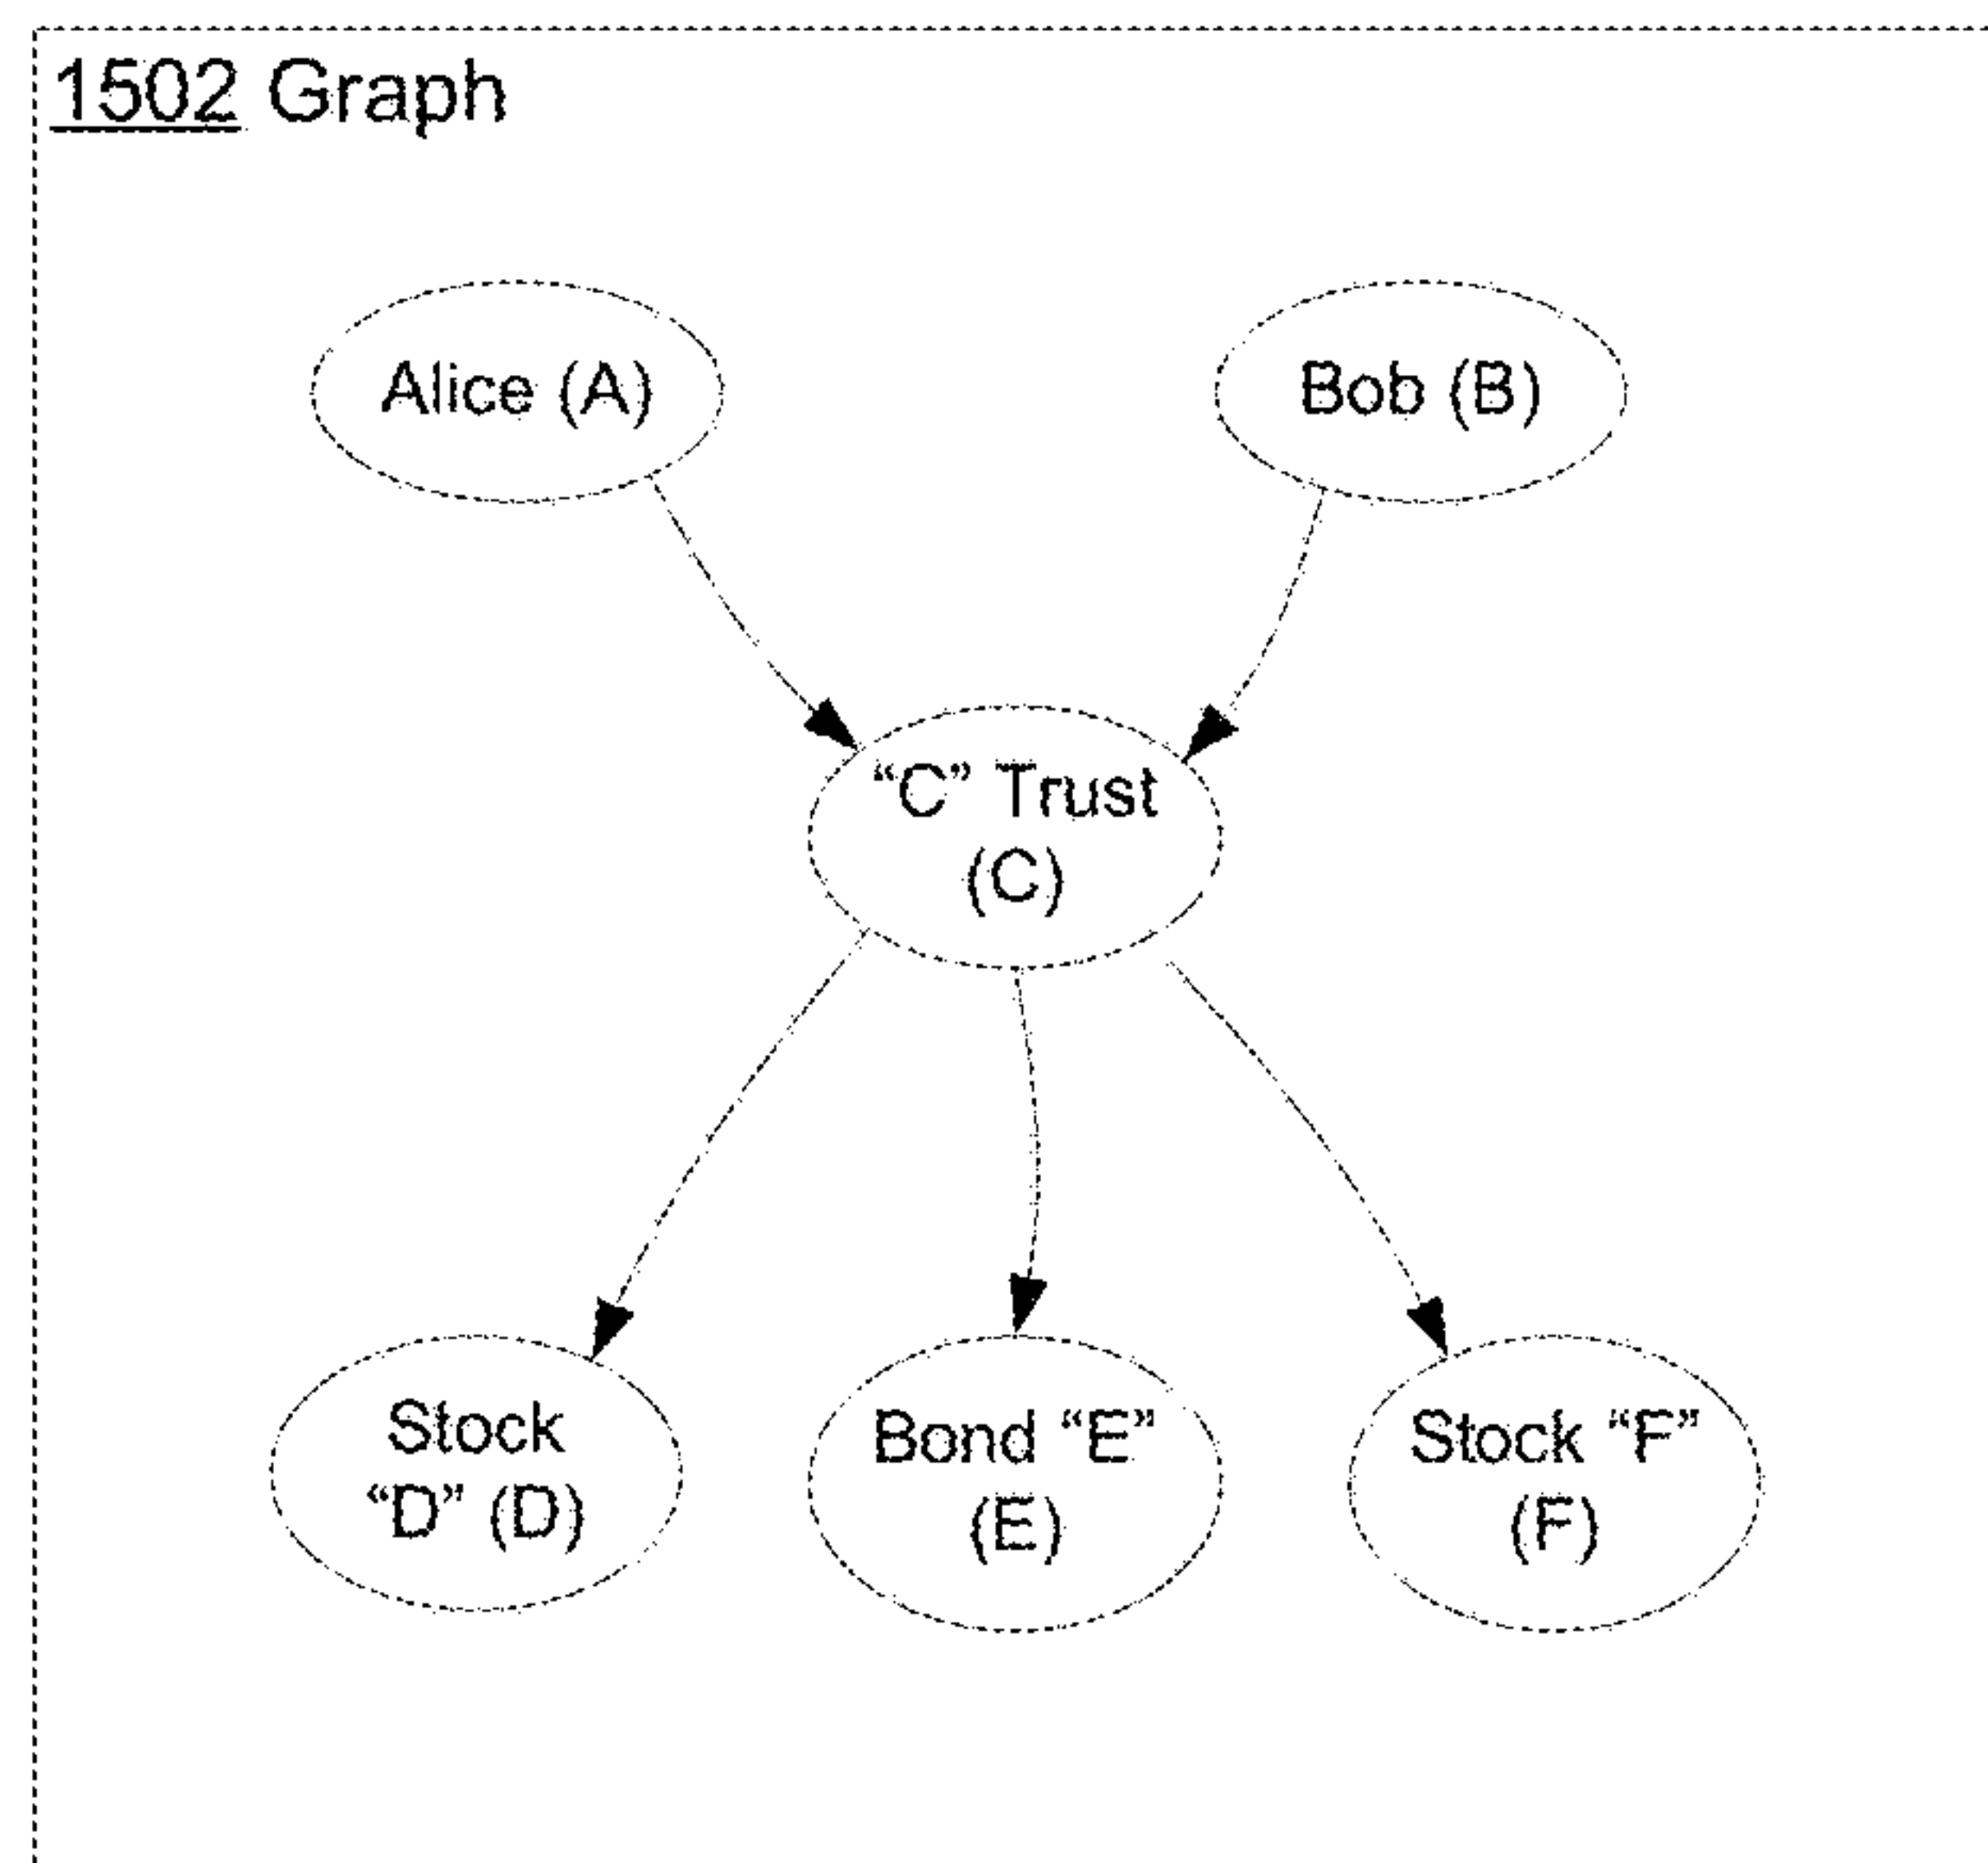 1502 Graph
Alice (A)
Bob (B)
“C” Trust
(C)
Stock
“D” (D)
Bond “E”
(E)
Stock “F”
(F)